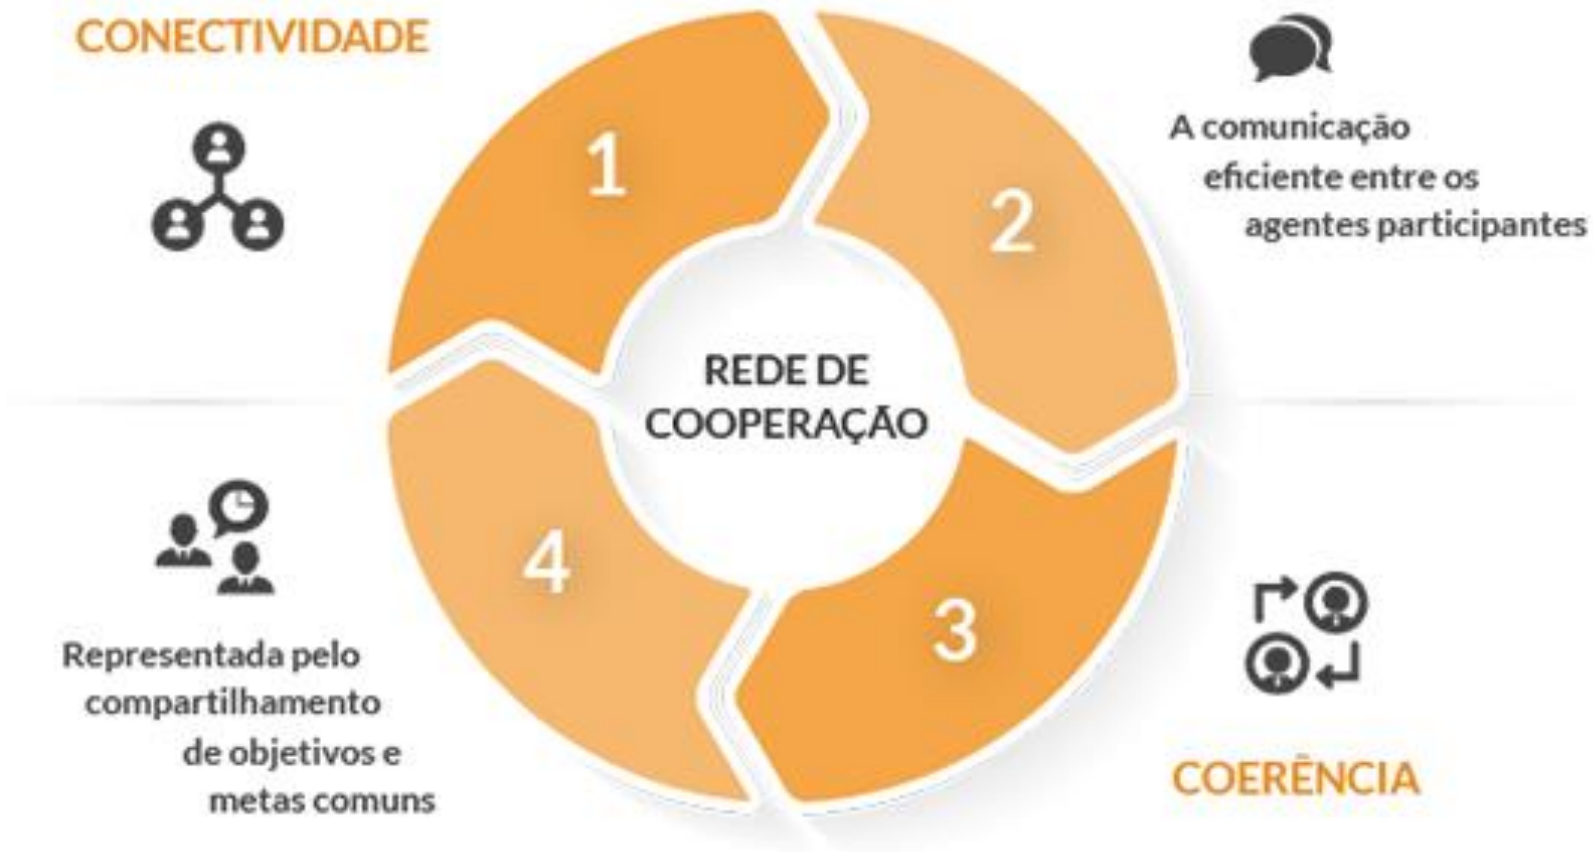 CONECTIVIDADE
1
2
A comunicação
eficiente entre os
agentes participantes
REDE DE
COOPERAÇÃO
3
COERÊNCIA
4
Representada pelo
compartilhamento
de objetivos e
metas comuns